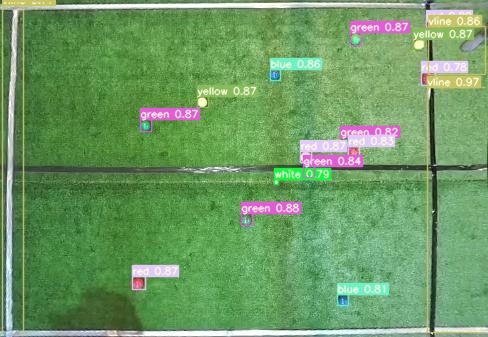 vline 0.86
green 0.87
yellow 0.87
blue 0.86
red 0.78
vline 0.97
yellow 0.87
green 0.87
green 0.82
red 0.83
red 0.87
green 0.84
white 0.79
green 0.88
red 0.87
blue 0.81